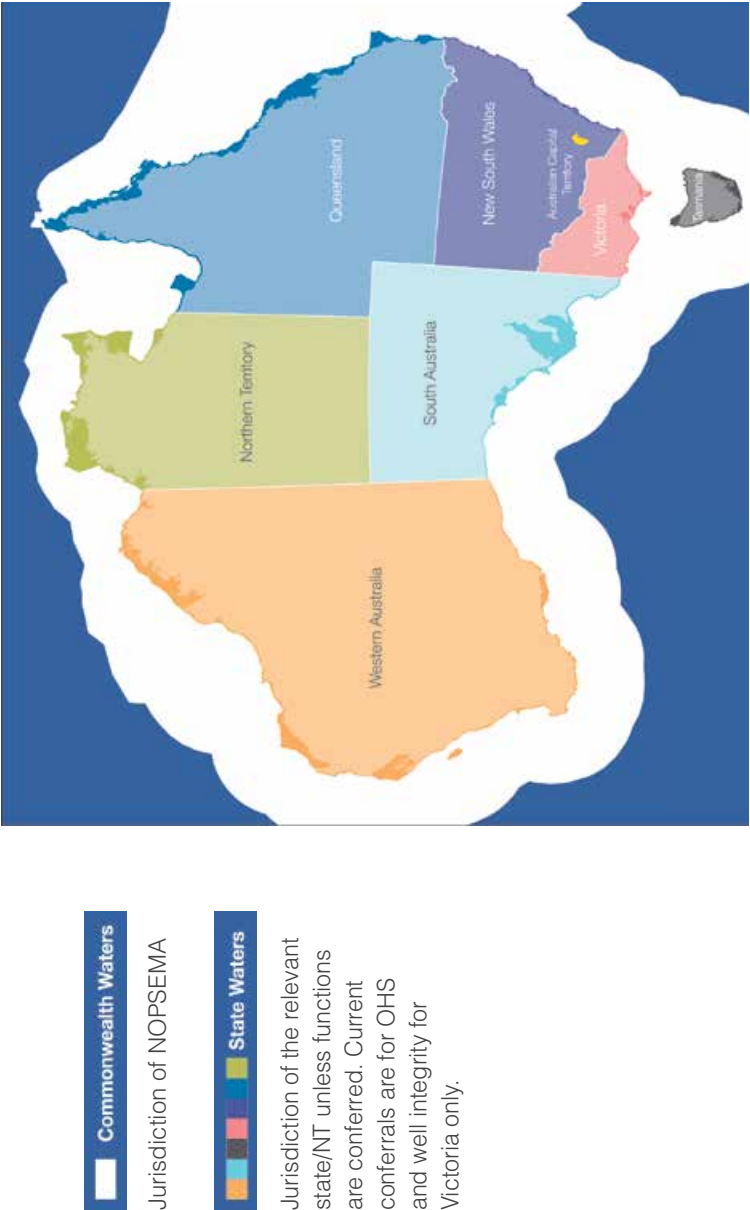 Commonwealth Waters
Jurisdiction of NOPSEMA
State Waters
Jurisdiction of the relevant
state/NT unless functions
are conferred. Current
conferrals are for OHS
and well integrity for
Victoria only.
Western Australia
Northern Territory
South Australia
Queensland
New South Wales
Australian Capital
Territory
Victoria
Tasmania